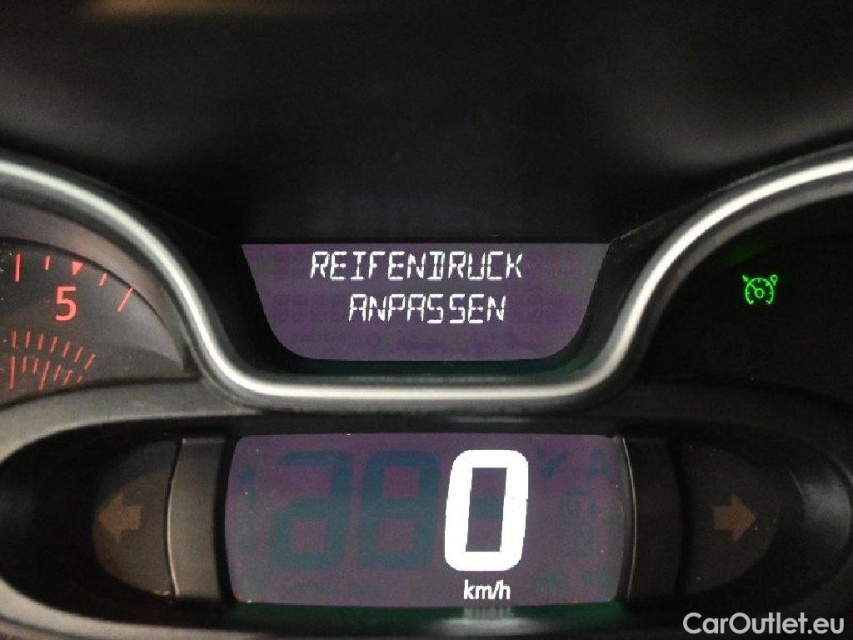 REIFENDRUCK
ANPASSEN
5
0
km/h
CarOutlet.eu